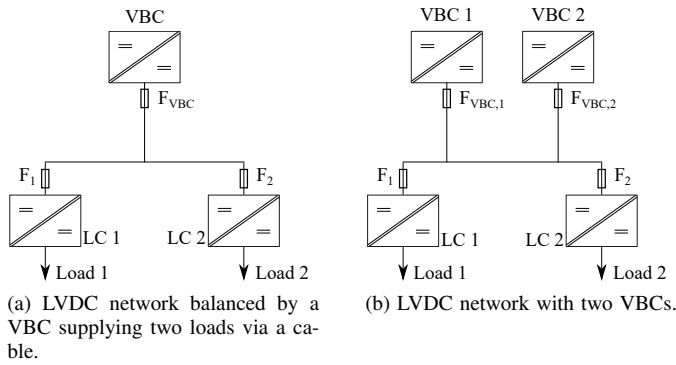 VBC
F_VBC
F_1
F_2
LC 1
LC 2
Load 1
Load 2
(a) LVDC network balanced by a
VBC supplying two loads via a ca-
ble.
VBC 1
VBC 2
F_VBC,1
F_VBC,2
F_1
F_2
LC 1
LC 2
Load 1
Load 2
(b) LVDC network with two VBCs.